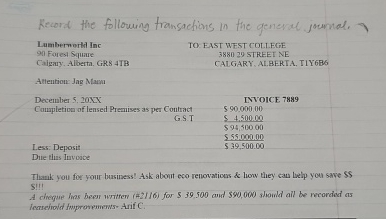 Record the following transactions in the general journal.
Lumberworld Inc TO: EAST WEST COLLEGE
90 Forest Square 3880 29 STREET NE
Calgary, Alberta, GR8 4TB CALGARY, ALBERTA, T1Y6B6
Attention: Jag Manu
December 5, 20XX INVOICE 7889
Completion of leased Premises as per Contract $ 90,000.00
G.S.T $ 4,500.00
$ 94,500.00
Less: Deposit $ 55,000.00
Due this Invoice $ 39,500.00
Thank you for your business! Ask about eco renovations & how they can help you save $$
$!!!
A cheque has been written (#2116) for $ 39,500 and $90,000 should all be recorded as
leasehold improvements- Arif C.